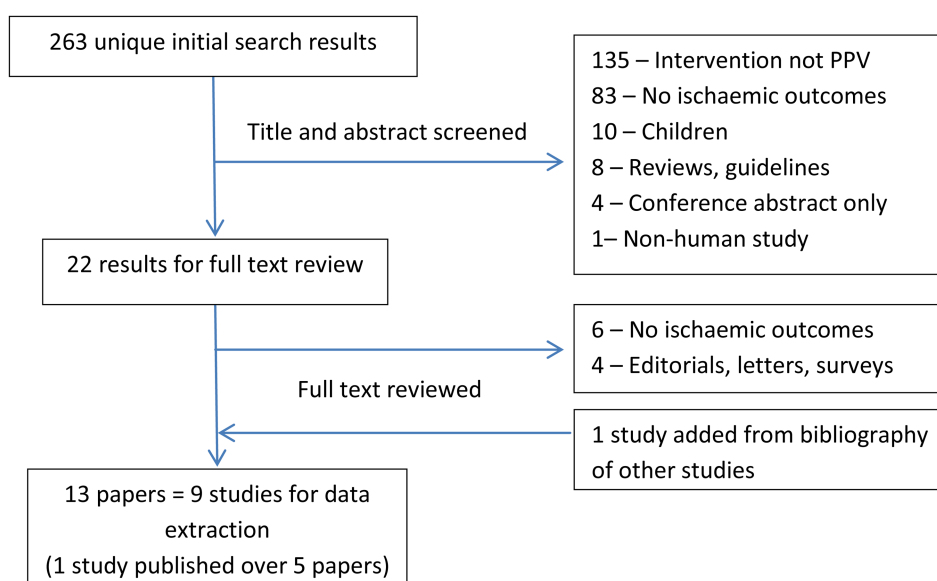 263 unique initial search results
135 – Intervention not PPV
83 – No ischaemic outcomes
10 – Children
8 – Reviews, guidelines
4 – Conference abstract only
1– Non-human study
Title and abstract screened
22 results for full text review
6 – No ischaemic outcomes
4 – Editorials, letters, surveys
Full text reviewed
1 study added from bibliography
of other studies
13 papers = 9 studies for data
extraction
(1 study published over 5 papers)